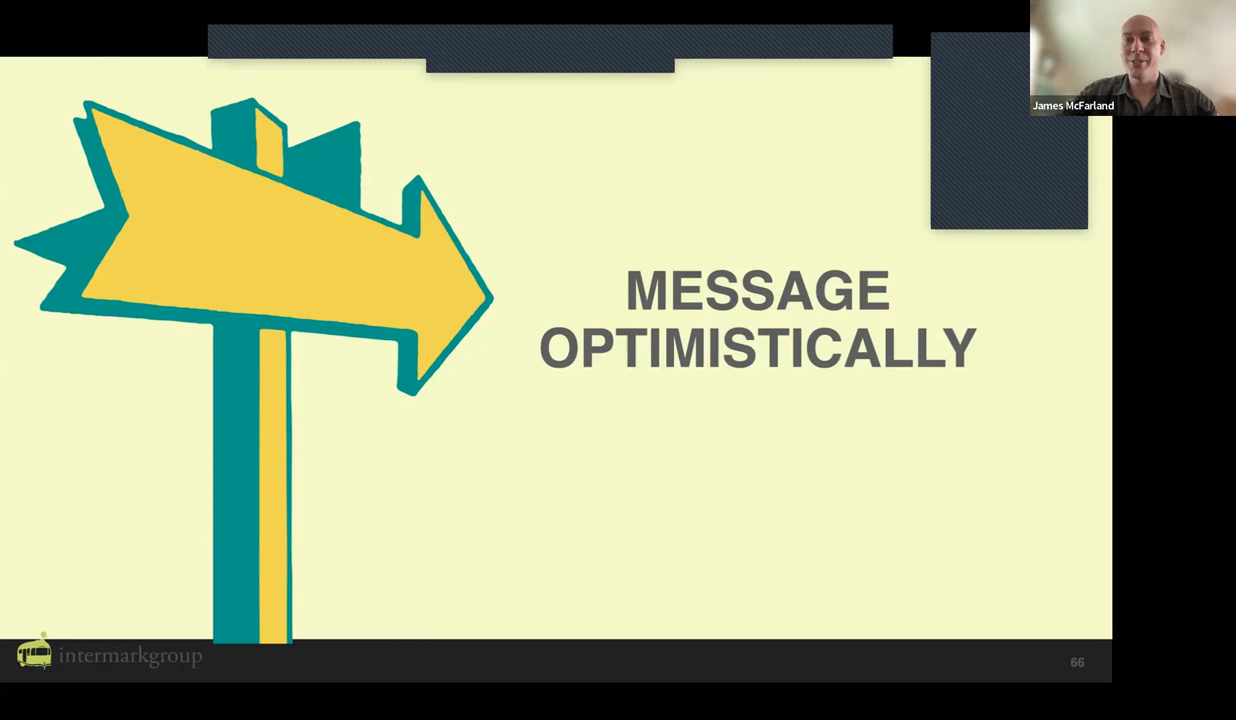 James McFarland
MESSAGE
OPTIMISTICALLY
intermarkgroup
66